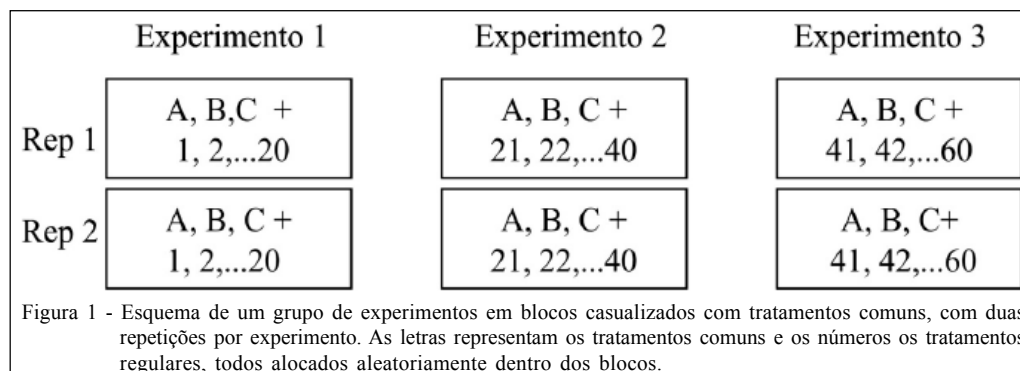 Experimento 1 Experimento 2 Experimento 3
Rep 1
A, B,C +
1, 2,...20
A, B, C +
21, 22,...40
A, B, C +
41, 42,...60
Rep 2
A, B, C +
1, 2,...20
A, B, C +
21, 22,...40
A, B, C+
41, 42,...60
Figura 1 - Esquema de um grupo de experimentos em blocos casualizados com tratamentos comuns, com duas
repetições por experimento. As letras representam os tratamentos comuns e os números os tratamentos
regulares, todos alocados aleatoriamente dentro dos blocos.